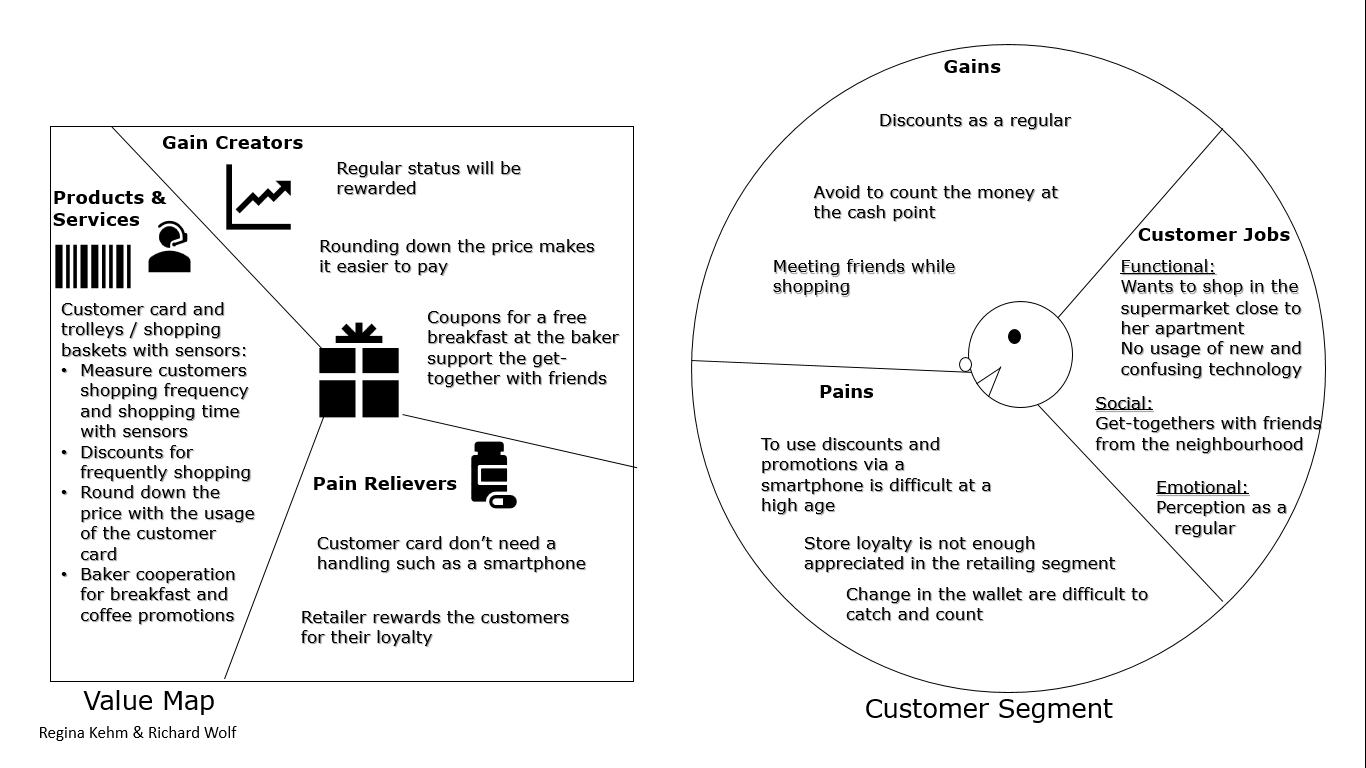 Gain Creators
Regular status will be
rewarded
Rounding down the price makes
it easier to pay
Coupons for a free
breakfast at the baker
support the get-
together with friends
Products &
Services
Customer card and
trolleys / shopping
baskets with sensors:
• Measure customers
shopping frequency
and shopping time
with sensors
• Discounts for
frequently shopping
• Round down the
price with the usage
of the customer
card
• Baker cooperation
for breakfast and
coffee promotions
Pain Relievers
Customer card don’t need a
handling such as a smartphone
Retailer rewards the customers
for their loyalty
Value Map
Regina Kehm & Richard Wolf
Gains
Discounts as a regular
Avoid to count the money at
the cash point
Meeting friends while
shopping
Customer Jobs
Functional:
Wants to shop in the
supermarket close to
her apartment
No usage of new and
confusing technology
Social:
Get-togethers with friends
from the neighbourhood
Emotional:
Perception as a
regular
Pains
To use discounts and
promotions via a
smartphone is difficult at a
high age
Store loyalty is not enough
appreciated in the retailing segment
Change in the wallet are difficult to
catch and count
Customer Segment